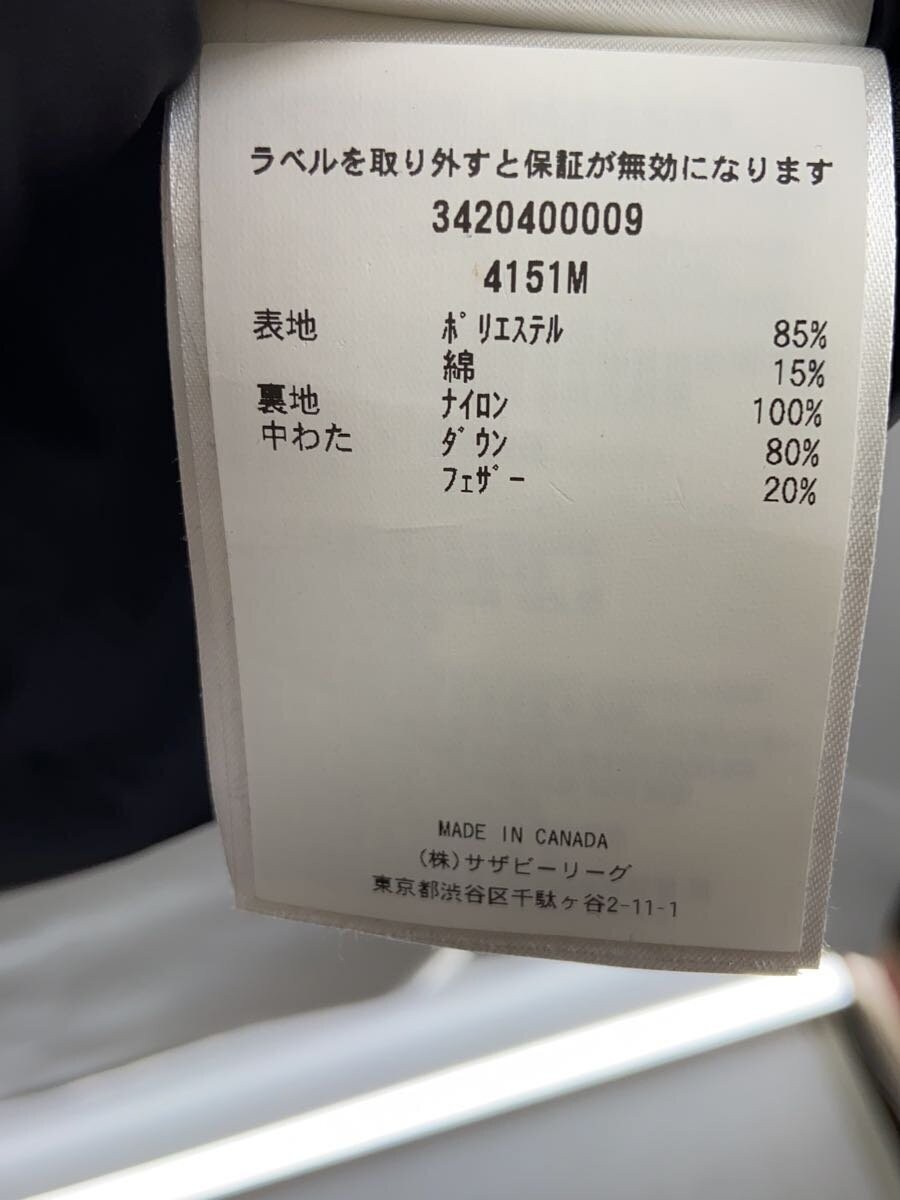 ラベルを取り外すと保証が無効になります
3420400009
4151M
表地 ﾎﾟﾘｴｽﾃﾙ 85%
綿 15%
裏地 ﾅｲﾛﾝ 100%
中わた ﾀﾞｳﾝ 80%
ﾌｪｻﾞｰ 20%
MADE IN CANADA
(株)サザビーリーグ
東京都渋谷区千駄ヶ谷2-11-1